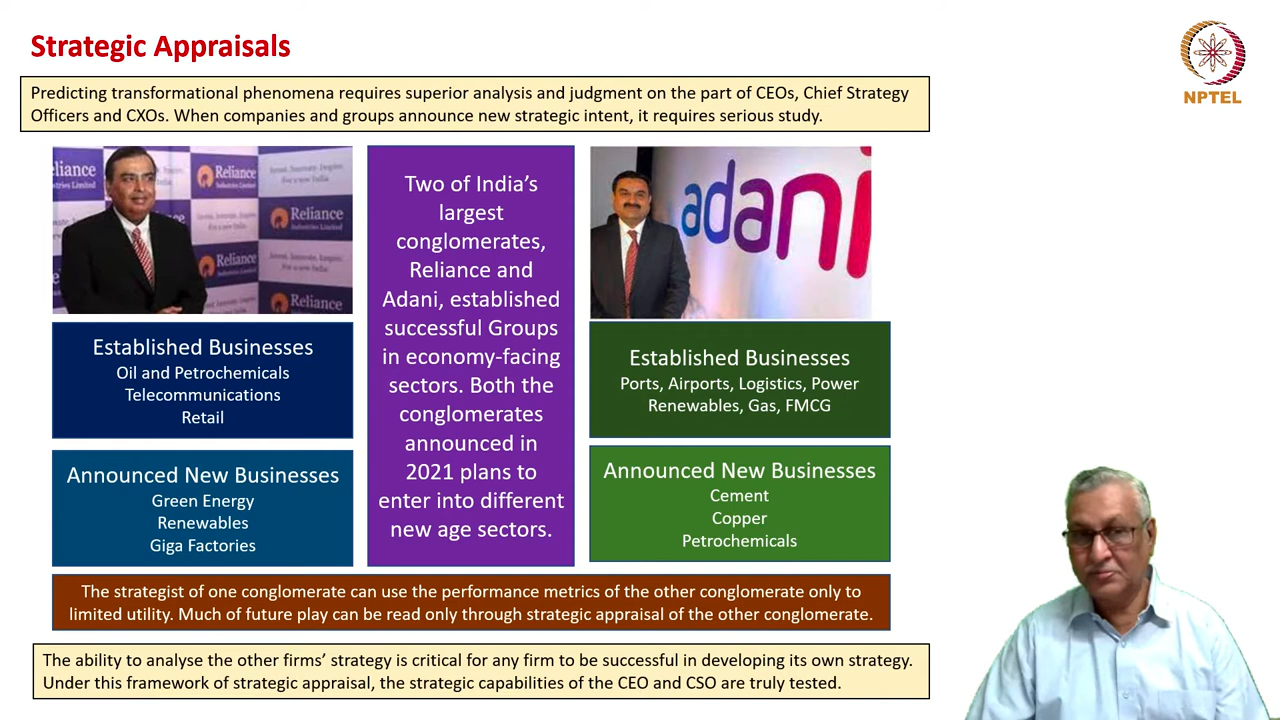 Strategic Appraisals
NPTEL
Predicting transformational phenomena requires superior analysis and judgment on the part of CEOs, Chief Strategy
Officers and CXOs. When companies and groups announce new strategic intent, it requires serious study.
Reliance
Industries Limited
Reliance
Industries Limited
Reliance
Industries Limited
Reliance
Two of India's
largest
conglomerates,
Reliance and
Adani, established
successful Groups
in economy-facing
sectors. Both the
conglomerates
announced in
2021 plans to
enter into different
new age sectors.
adani
Established Businesses
Oil and Petrochemicals
Telecommunications
Retail
Announced New Businesses
Green Energy
Renewables
Giga Factories
Established Businesses
Ports, Airports, Logistics, Power
Renewables, Gas, FMCG
Announced New Businesses
Cement
Copper
Petrochemicals
The strategist of one conglomerate can use the performance metrics of the other conglomerate only to
limited utility. Much of future play can be read only through strategic appraisal of the other conglomerate.
The ability to analyse the other firms' strategy is critical for any firm to be successful in developing its own strategy.
Under this framework of strategic appraisal, the strategic capabilities of the CEO and CSO are truly tested.